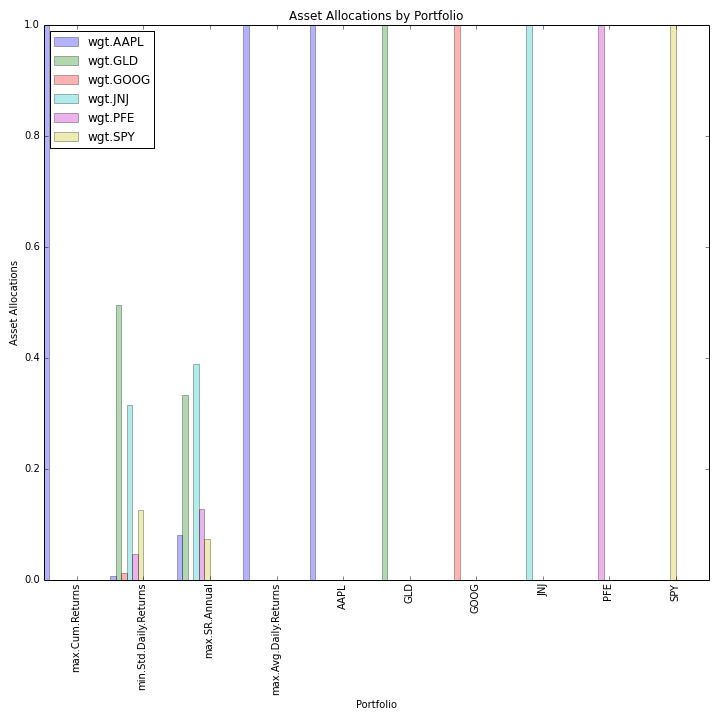 Asset Allocations by Portfolio
1.0
0.8
0.6
0.4
0.2
0.0
Asset Allocations
wgt.AAPL
wgt.GLD
wgt.GOOG
wgt.JNJ
wgt.PFE
wgt.SPY
max.Cum.Returns
min.Std.Daily.Returns
max.SR.Annual
max.Avg.Daily.Returns
AAPL
GLD
GOOG
JNJ
PFE
SPY
Portfolio